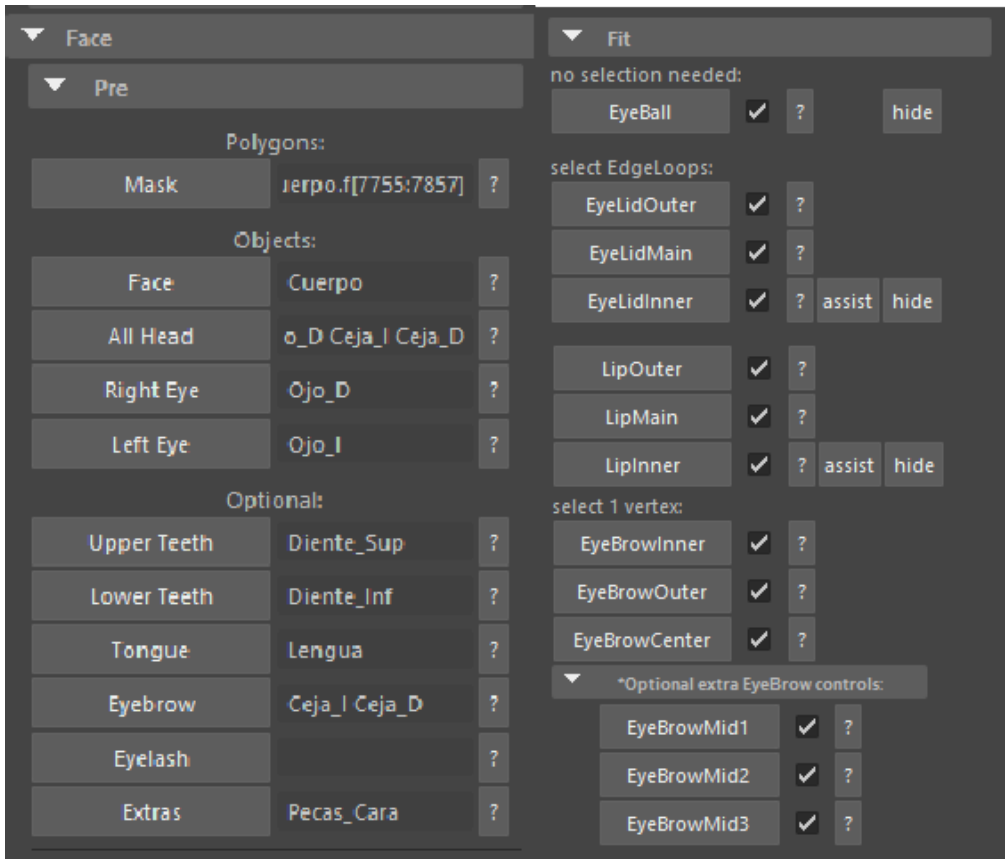 Face
Pre
Polygons:
Mask uerpo.f[7755:7857] ?
Objects:
Face Cuerpo ?
All Head o_D Ceja_I Ceja_D ?
Right Eye Ojo_D ?
Left Eye Ojo_I ?
Optional:
Upper Teeth Diente_Sup ?
Lower Teeth Diente_Inf ?
Tongue Lengua ?
Eyebrow Ceja_I Ceja_D ?
Eyelash ?
Extras Pecas_Cara ?
Fit
no selection needed:
EyeBall ? hide
select EdgeLoops:
EyeLidOuter ?
EyeLidMain ?
EyeLidInner ? assist hide
LipOuter ?
LipMain ?
LipInner ? assist hide
select 1 vertex:
EyeBrowInner ?
EyeBrowOuter ?
EyeBrowCenter ?
*Optional extra EyeBrow controls:
EyeBrowMid1 ?
EyeBrowMid2 ?
EyeBrowMid3 ?